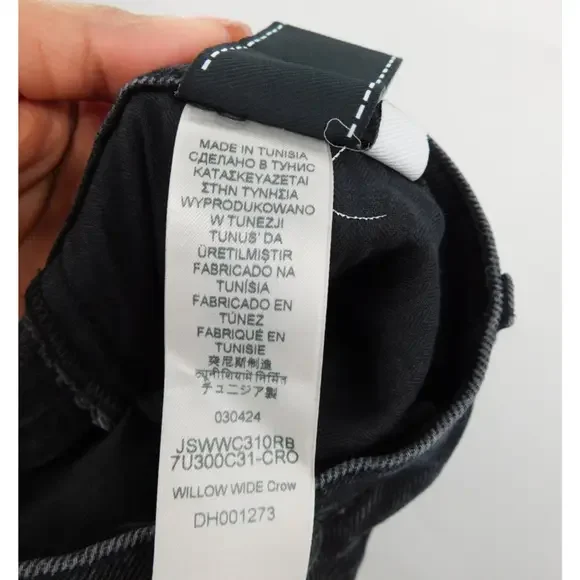 MADE IN TUNISIA
СДЕЛАНО В ТУНИС
ΚΑΤΑΣΚΕΥΑΖΕΤΑΙ
ΣΤΗΝ ΤΥΝΗΣΙΑ
WYPRODUKOWANO
W TUNEZJI
TUNUS' DA
ÜRETILMIŞTIR
FABRICADO NA
TUNÍSIA
FABRICADO EN
TÚNEZ
FABRIQUÉ EN
TUNISIE
突尼斯制造
ट्यूनीशिया में निर्मित
チュニジア製
030424
JSWWC310RB
7U300C31-CRO
WILLOW WIDE Crow
DH001273